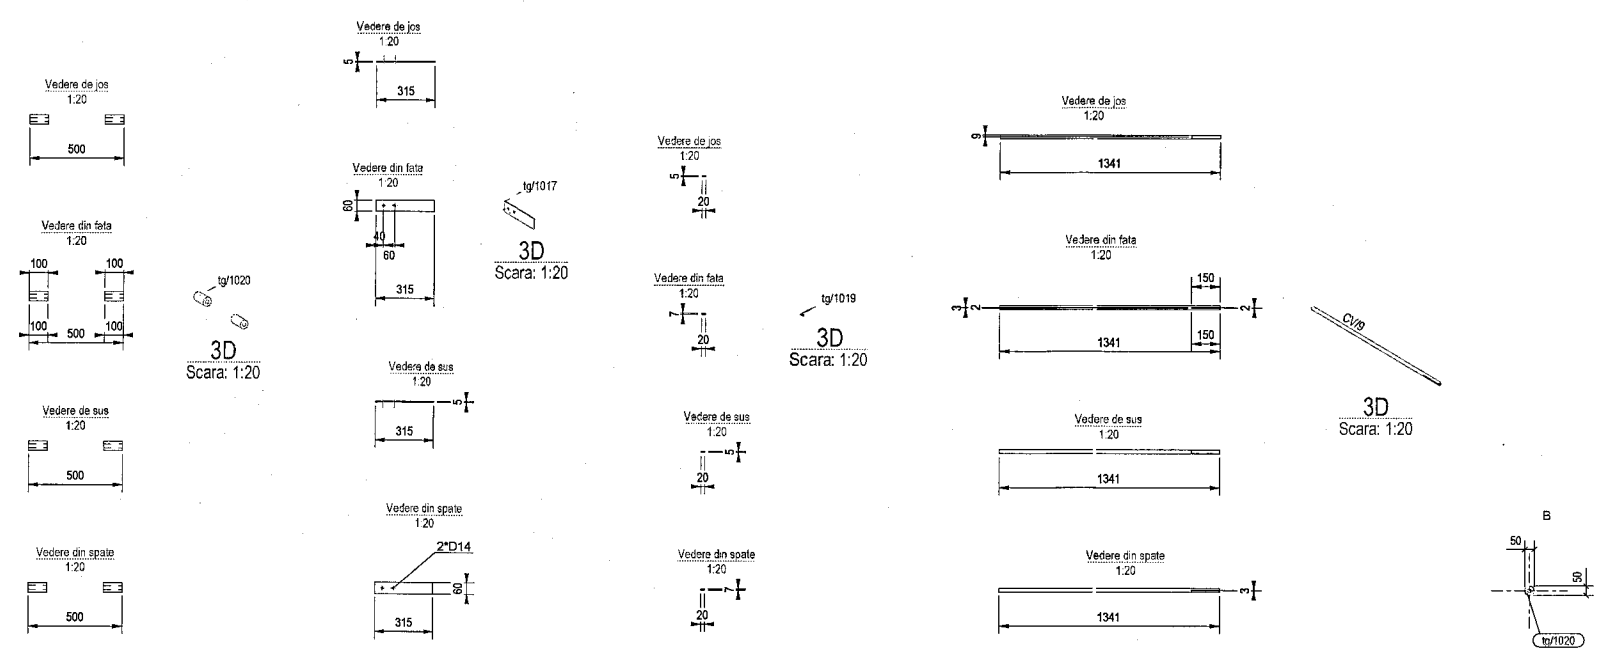 Vedere de jos
1:20
500
Vedere din fata
1:20
100
100
100
500
100
Vedere de sus
1:20
500
Vedere din spate
1:20
500
tg/1020
3D
Scara: 1:20
Vedere de jos
1:20
5
315
Vedere din fata
1:20
60
40
60
315
Vedere de sus
1:20
5
315
Vedere din spate
1:20
2*D14
60
315
tg/1017
3D
Scara: 1:20
Vedere de jos
1:20
5
20
Vedere din fata
1:20
7
20
Vedere de sus
1:20
5
20
Vedere din spate
1:20
7
20
tg/1019
3D
Scara: 1:20
Vedere de jos
1:20
9
1341
Vedere din fata
1:20
150
3
2
2
150
1341
Vedere de sus
1:20
1341
Vedere din spate
1:20
3
1341
CV/9
3D
Scara: 1:20
B
50
50
tg/1020